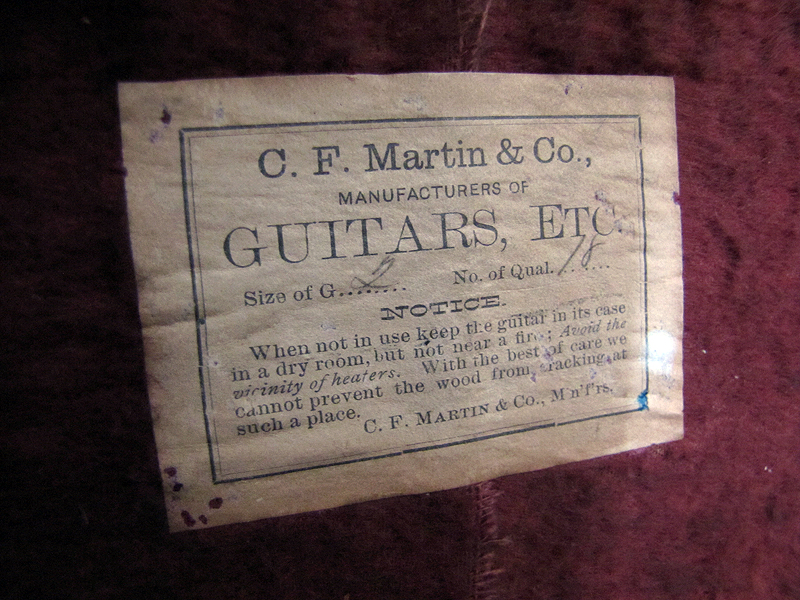 C. F. Martin & Co.,
MANUFACTURERS OF
GUITARS, ETC
Size of G....2.... No. of Qual.18......
NOTICE.
When not in use keep the guitar in its case
in a dry room, but not near a fire; Avoid the
vicinity of heaters. With the best of care we
cannot prevent the wood from cracking at
such a place.
C. F. MARTIN & CO., M'n'f'rs.